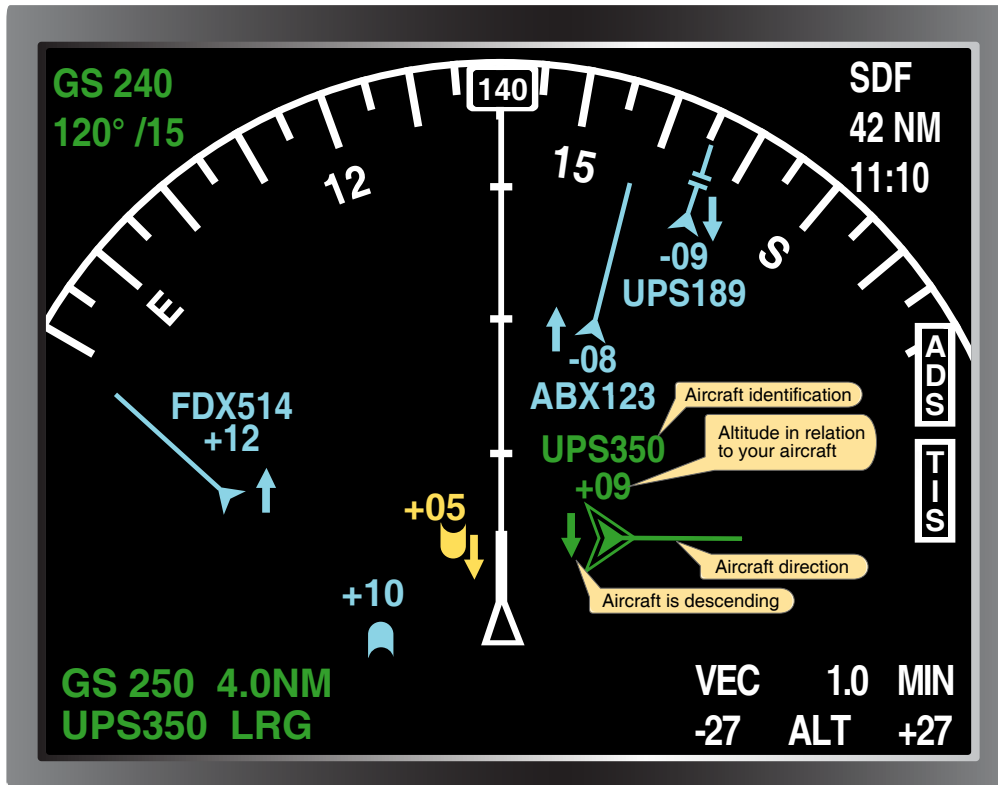 GS 240
120° /15
140
SDF
42 NM
11:10
E
12
15
S
-09
UPS189
-08
ABX123
FDX514
+12
ADS
TIS
Aircraft identification
UPS350
Altitude in relation
to your aircraft
+09
+05
Aircraft direction
Aircraft is descending
+10
GS 250 4.0NM
UPS350 LRG
VEC 1.0 MIN
-27 ALT +27